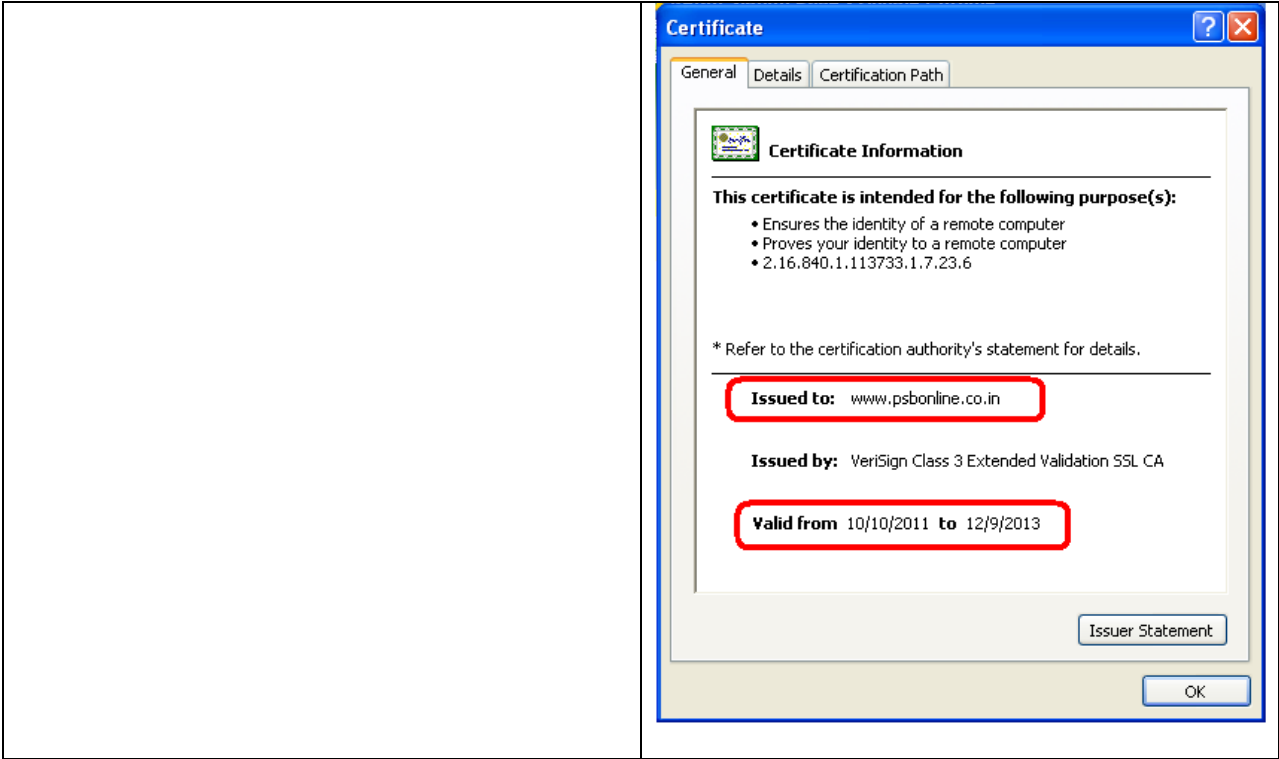 Certificate
General Details Certification Path
Certificate Information
This certificate is intended for the following purpose(s):
• Ensures the identity of a remote computer
• Proves your identity to a remote computer
• 2.16.840.1.113733.1.7.23.6
* Refer to the certification authority's statement for details.
Issued to: www.psbonline.co.in
Issued by: VeriSign Class 3 Extended Validation SSL CA
Valid from 10/10/2011 to 12/9/2013
Issuer Statement
OK